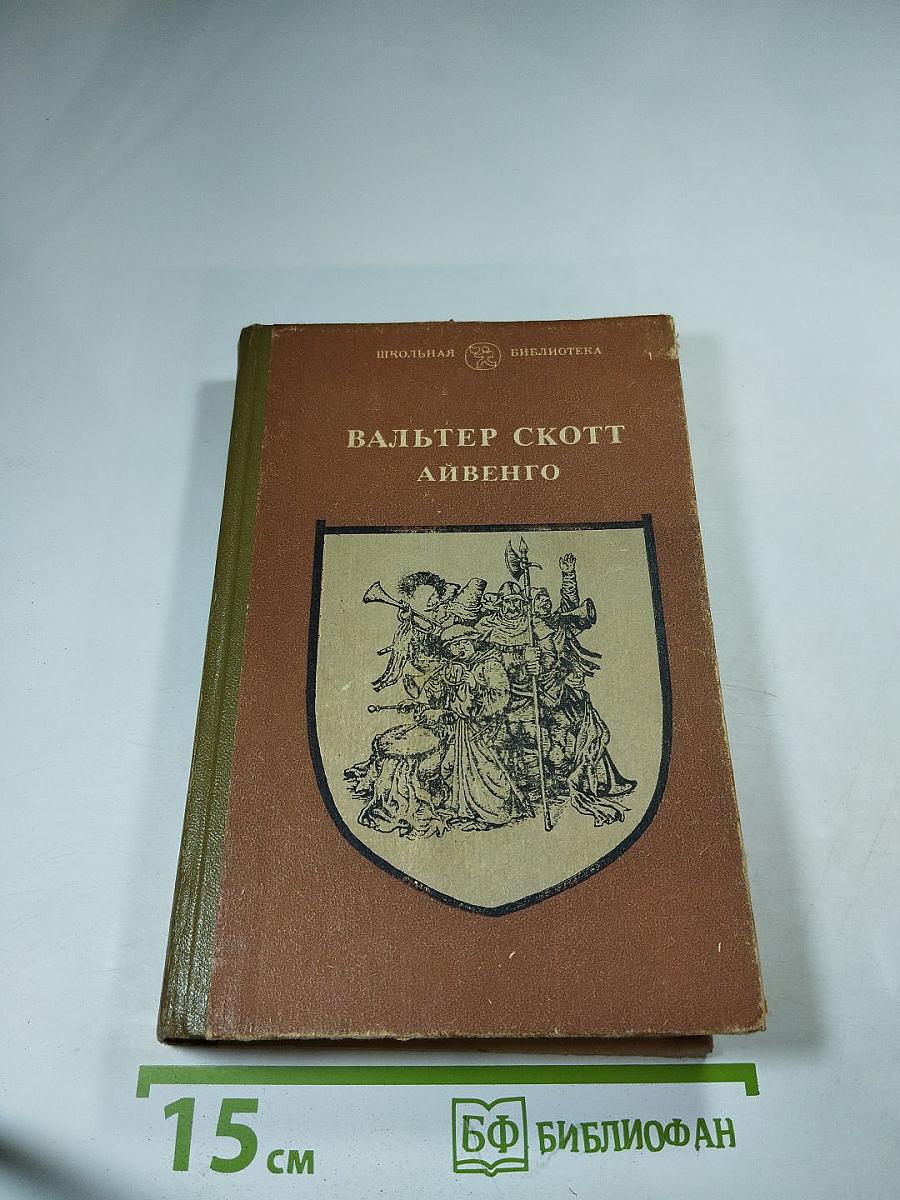 ШКОЛЬНАЯ БИБЛИОТЕКА
ВАЛЬТЕР СКОТТ
АЙВЕНГО
15 см
БФ БИБЛИОФАН